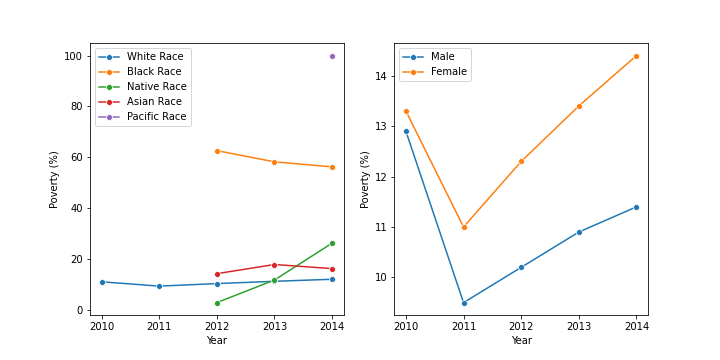 White Race
Black Race
Native Race
Asian Race
Pacific Race
100
80
60
40
20
0
Poverty (%)
2010 2011 2012 2013 2014
Year
Male
Female
14
13
12
11
10
Poverty (%)
2010 2011 2012 2013 2014
Year